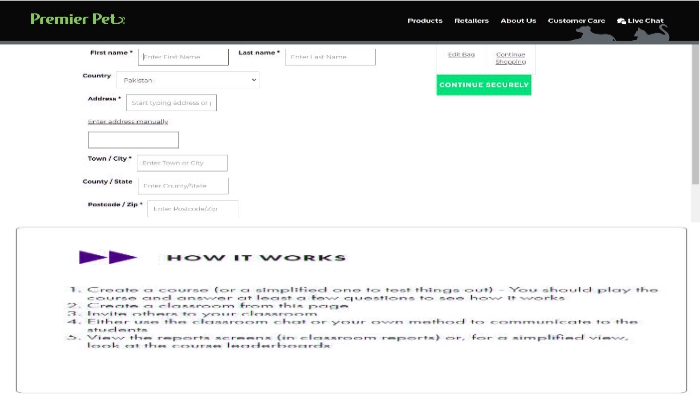 Premier Pet
Products Retailers About Us Customer Care Live Chat
First name * Enter First Name Last name * Enter Last Name
Edit Bag Continue Shopping
Country Pakistan
CONTINUE SECURELY
Address * Start typing address or p
Enter address manually
Town / City * Enter Town or City
County / State Enter County/State
Postcode / Zip * Enter Postcode/Zip
HOW IT WORKS
1. Create a course (or a simplified one to test things out) - You should play the
course and answer at least a few questions to see how it works
2. Create a classroom from this page
3. Invite others to your classroom
4. Either use the classroom chat or your own method to communicate to the
students
5. View the reports screens (in classroom reports) or, for a simplified view,
look at the course leaderboards